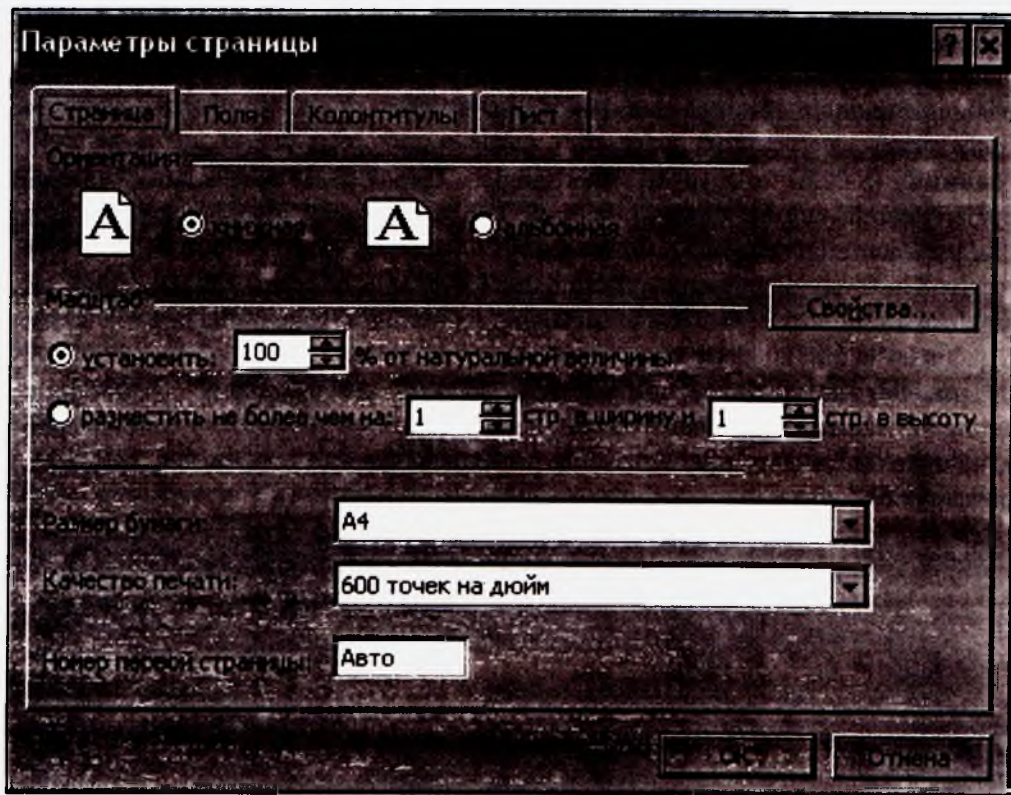 Параметры страницы
Страница Поля Колонтитулы Лист
Ориентация
А книжная А альбомная
Масштаб Свойства...
установить: 100 % от натуральной величины
разместить не более чем на: 1 стр. в ширину и 1 стр. в высоту
Размер бумаги: А4
Качество печати: 600 точек на дюйм
Номер первой страницы: Авто
ОК Отмена